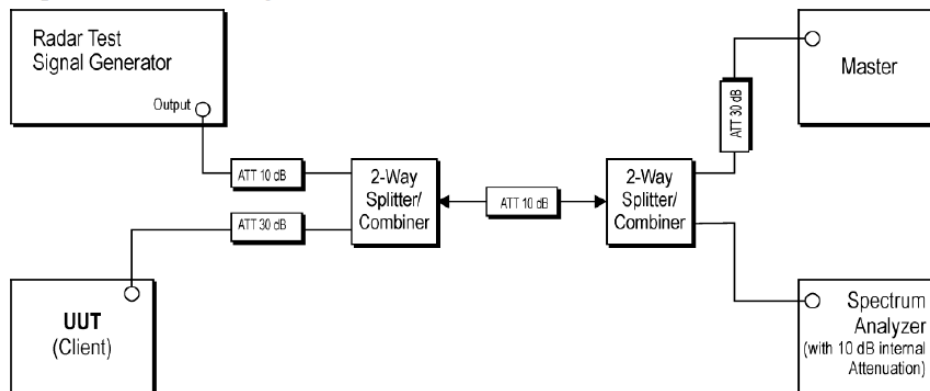 Radar Test
Signal Generator
Output
ATT 10 dB
2-Way
Splitter/
Combiner
ATT 30 dB
ATT 10 dB
2-Way
Splitter/
Combiner
ATT 30 dB
Master
UUT
(Client)
Spectrum
Analyzer
(with 10 dB internal
Attenuation)